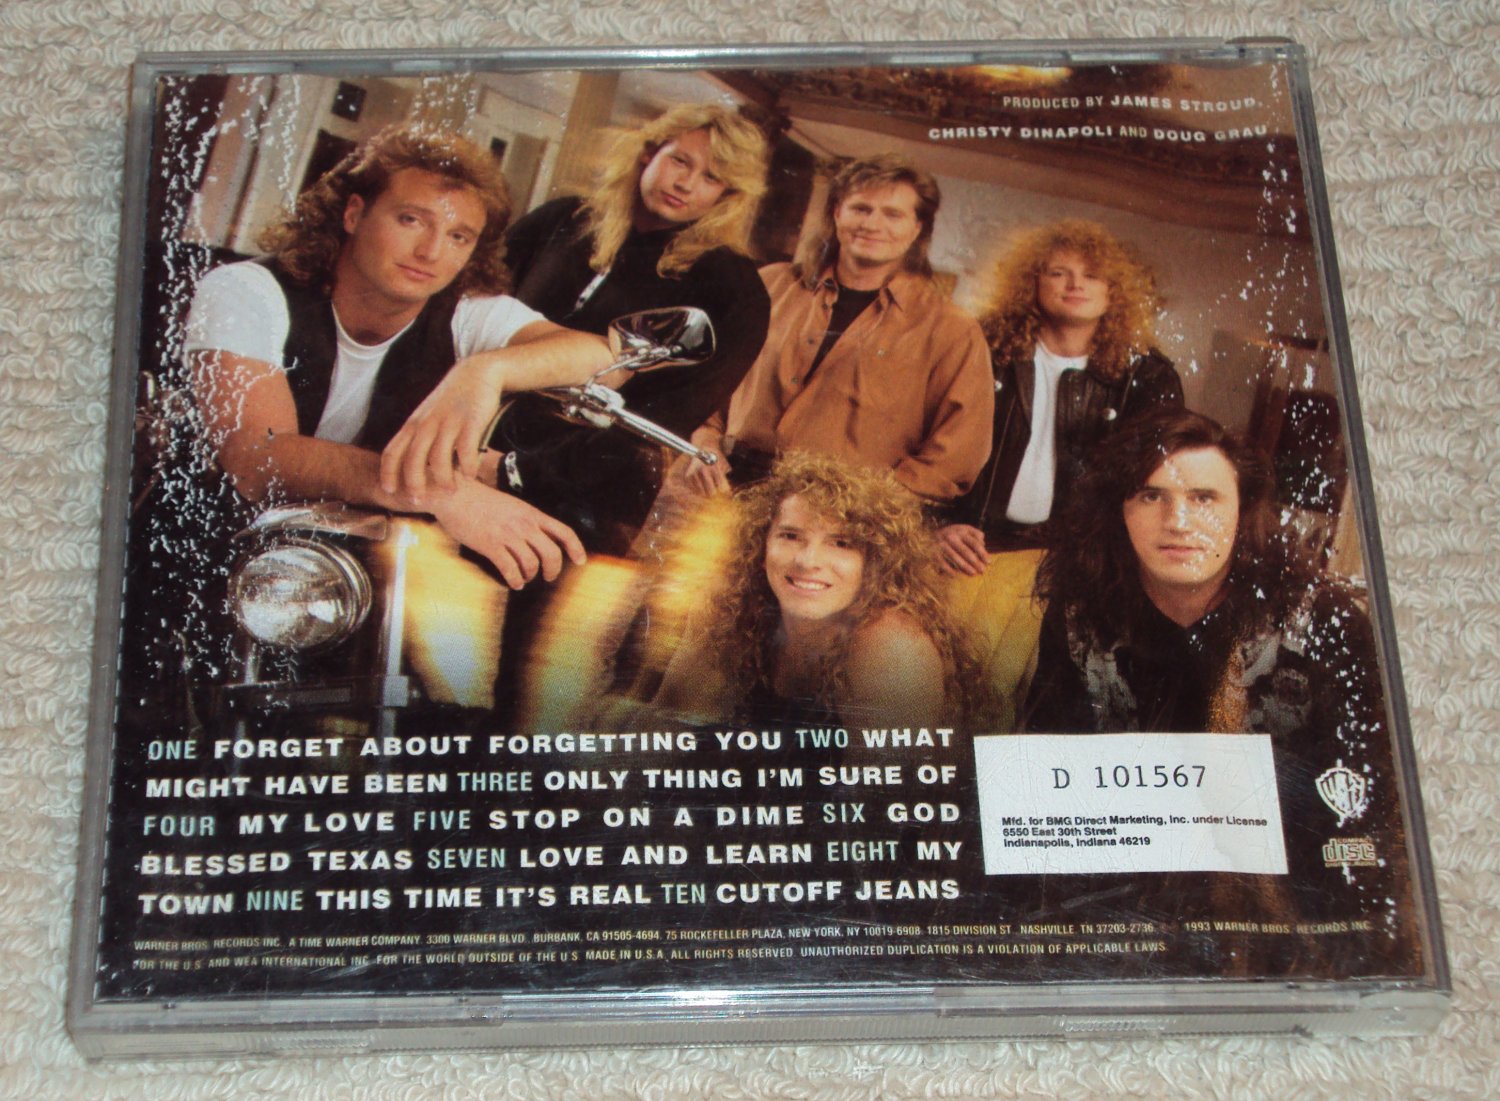 PRODUCED BY JAMES STROUD,
CHRISTY DINAPOLI AND DOUG GRAU
ONE FORGET ABOUT FORGETTING YOU TWO WHAT
MIGHT HAVE BEEN THREE ONLY THING I'M SURE OF
FOUR MY LOVE FIVE STOP ON A DIME SIX GOD
BLESSED TEXAS SEVEN LOVE AND LEARN EIGHT MY
TOWN NINE THIS TIME IT'S REAL TEN CUTOFF JEANS
D 101567
Mfd. for BMG Direct Marketing, Inc. under License
6550 East 30th Street
Indianapolis, Indiana 46219
COMPACT
disc
WARNER BROS. RECORDS INC., A TIME WARNER COMPANY. 3300 WARNER BLVD., BURBANK, CA 91505-4694. 75 ROCKEFELLER PLAZA, NEW YORK, NY 10019-6908. 1815 DIVISION ST., NASHVILLE, TN 37203-2736. 1993 WARNER BROS. RECORDS INC.
FOR THE U.S. AND WEA INTERNATIONAL INC. FOR THE WORLD OUTSIDE OF THE U.S. MADE IN U.S.A. ALL RIGHTS RESERVED. UNAUTHORIZED DUPLICATION IS A VIOLATION OF APPLICABLE LAWS.